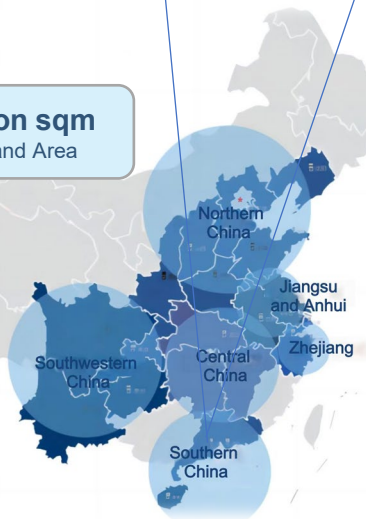 on sqm
and Area
Northern
China
Jiangsu
and Anhui
Zhejiang
Southwestern
China
Central
China
Southern
China